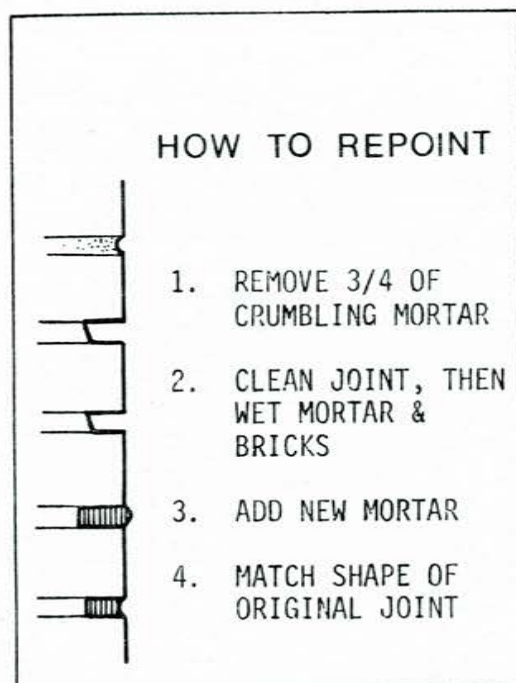 HOW TO REPOINT
1. REMOVE 3/4 OF
CRUMBLING MORTAR
2. CLEAN JOINT, THEN
WET MORTAR &
BRICKS
3. ADD NEW MORTAR
4. MATCH SHAPE OF
ORIGINAL JOINT